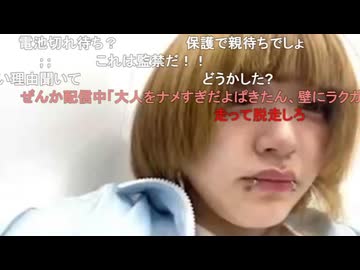 電池切れ待ち？
保護で親待ちでしょ
；；
これは監禁だ！！
い理由聞いて
どうかした?
ぜんか配信中「大人をナメすぎだよぱきたん、壁にラクガ
走って脱走しろ